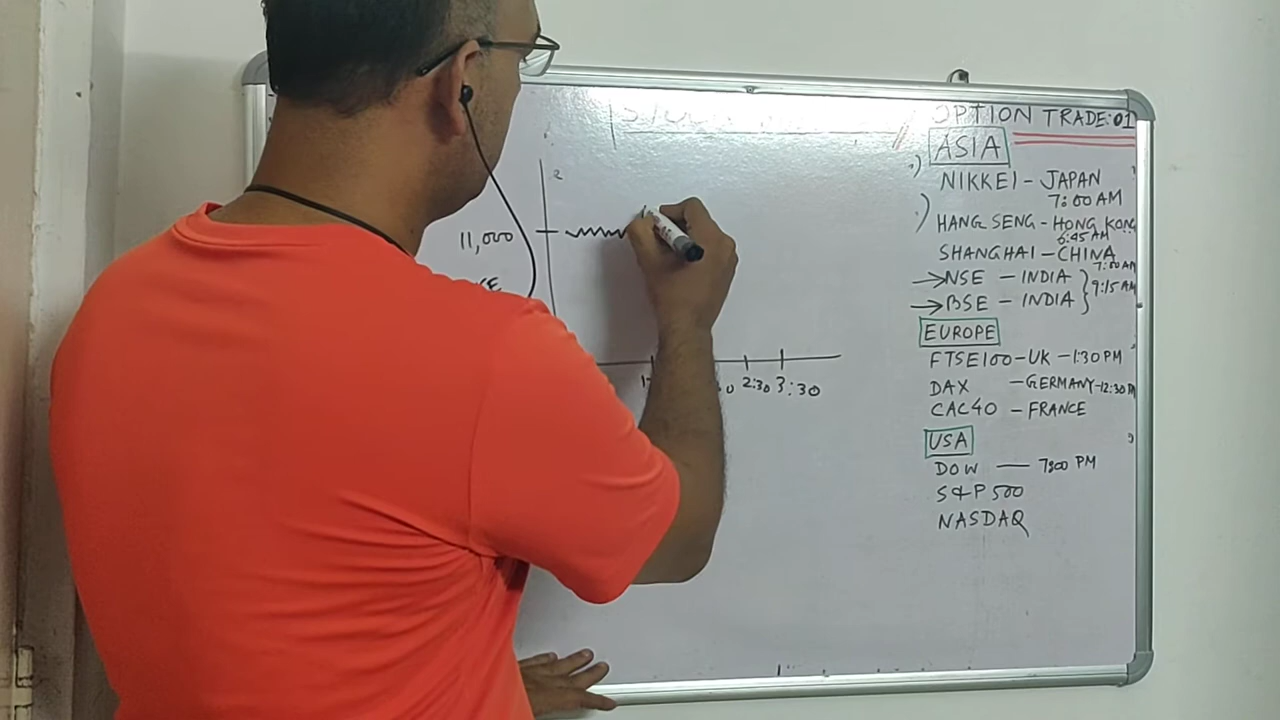 OPTION TRADE:01
ASIA
NIKKEI - JAPAN
7:00 AM
HANG SENG - HONG KONG
6:45 AM
SHANGHAI - CHINA
7:00 AM
→NSE - INDIA
9:15 AM
→BSE - INDIA
EUROPE
FTSE100 - UK - 1:30 PM
DAX - GERMANY - 12:30 P
CAC40 - FRANCE
USA
DOW — 7:00 PM
S&P 500
NASDAQ
11,000
2:30 3:30